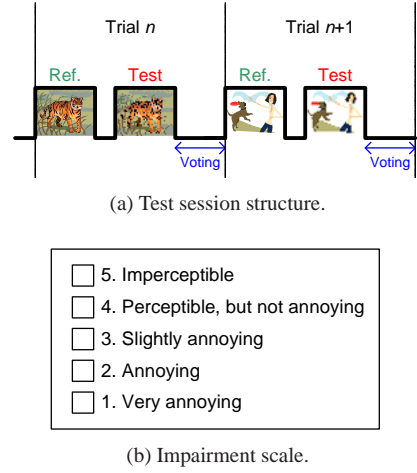 Trial n Trial n+1
Ref. Test Ref. Test
Voting Voting
(a) Test session structure.
5. Imperceptible
4. Perceptible, but not annoying
3. Slightly annoying
2. Annoying
1. Very annoying
(b) Impairment scale.